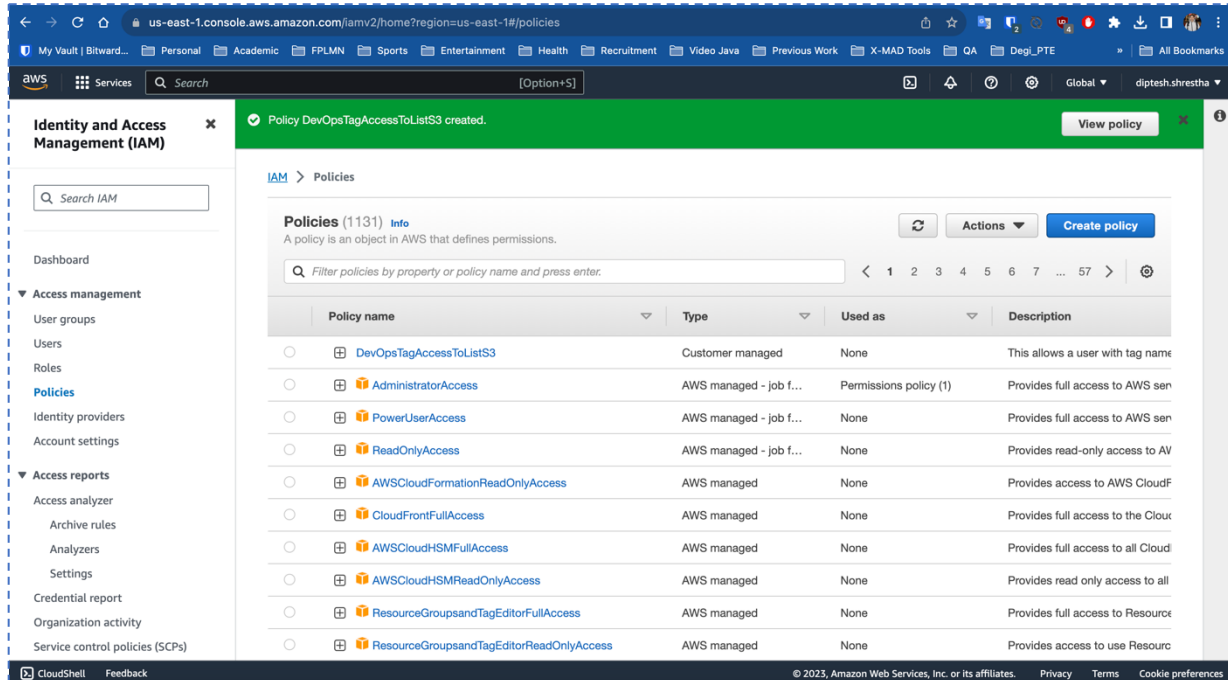 us-east-1.console.aws.amazon.com/iamv2/home?region=us-east-1#/policies
My Vault | Bitward... Personal Academic FPLMN Sports Entertainment Health Recruitment Video Java Previous Work X-MAD Tools QA Degi_PTE » All Bookmarks
aws Services Search [Option+S] Global diptesh.shrestha
Identity and Access Management (IAM)
Search IAM
Dashboard
Access management
User groups
Users
Roles
Policies
Identity providers
Account settings
Access reports
Access analyzer
Archive rules
Analyzers
Settings
Credential report
Organization activity
Service control policies (SCPs)
Policy DevOpsTagAccessToListS3 created. View policy
IAM > Policies
Policies (1131) Info
A policy is an object in AWS that defines permissions.
Actions Create policy
Filter policies by property or policy name and press enter. < 1 2 3 4 5 6 7 ... 57 >
Policy name Type Used as Description
DevOpsTagAccessToListS3 Customer managed None This allows a user with tag name
AdministratorAccess AWS managed - job f... Permissions policy (1) Provides full access to AWS serv
PowerUserAccess AWS managed - job f... None Provides full access to AWS serv
ReadOnlyAccess AWS managed - job f... None Provides read-only access to AW
AWSCloudFormationReadOnlyAccess AWS managed None Provides access to AWS CloudF
CloudFrontFullAccess AWS managed None Provides full access to the Clouc
AWSCloudHSMFullAccess AWS managed None Provides full access to all Cloud
AWSCloudHSMReadOnlyAccess AWS managed None Provides read only access to all
ResourceGroupsandTagEditorFullAccess AWS managed None Provides full access to Resource
ResourceGroupsandTagEditorReadOnlyAccess AWS managed None Provides access to use Resourc
CloudShell Feedback © 2023, Amazon Web Services, Inc. or its affiliates. Privacy Terms Cookie preferences